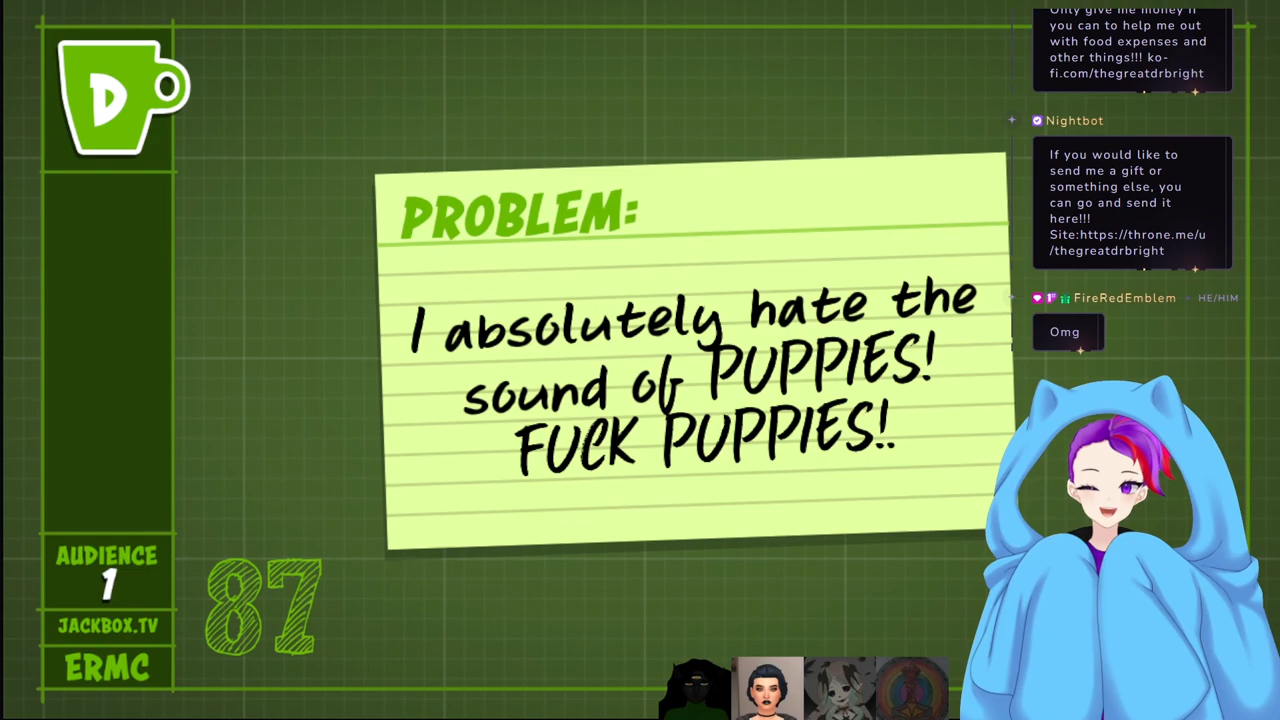 D
PROBLEM:
I absolutely hate the
sound of PUPPIES!
FUCK PUPPIES!.
AUDIENCE
1
JACKBOX.TV
ERMC
87
Only give me money if
you can to help me out
with food expenses and
other things!!! ko-
fi.com/thegreatdrbright
Nightbot
If you would like to
send me a gift or
something else, you
can go and send it
here!!!
Site:https://throne.me/u
/thegreatdrbright
FireRedEmblem HE/HIM
Omg